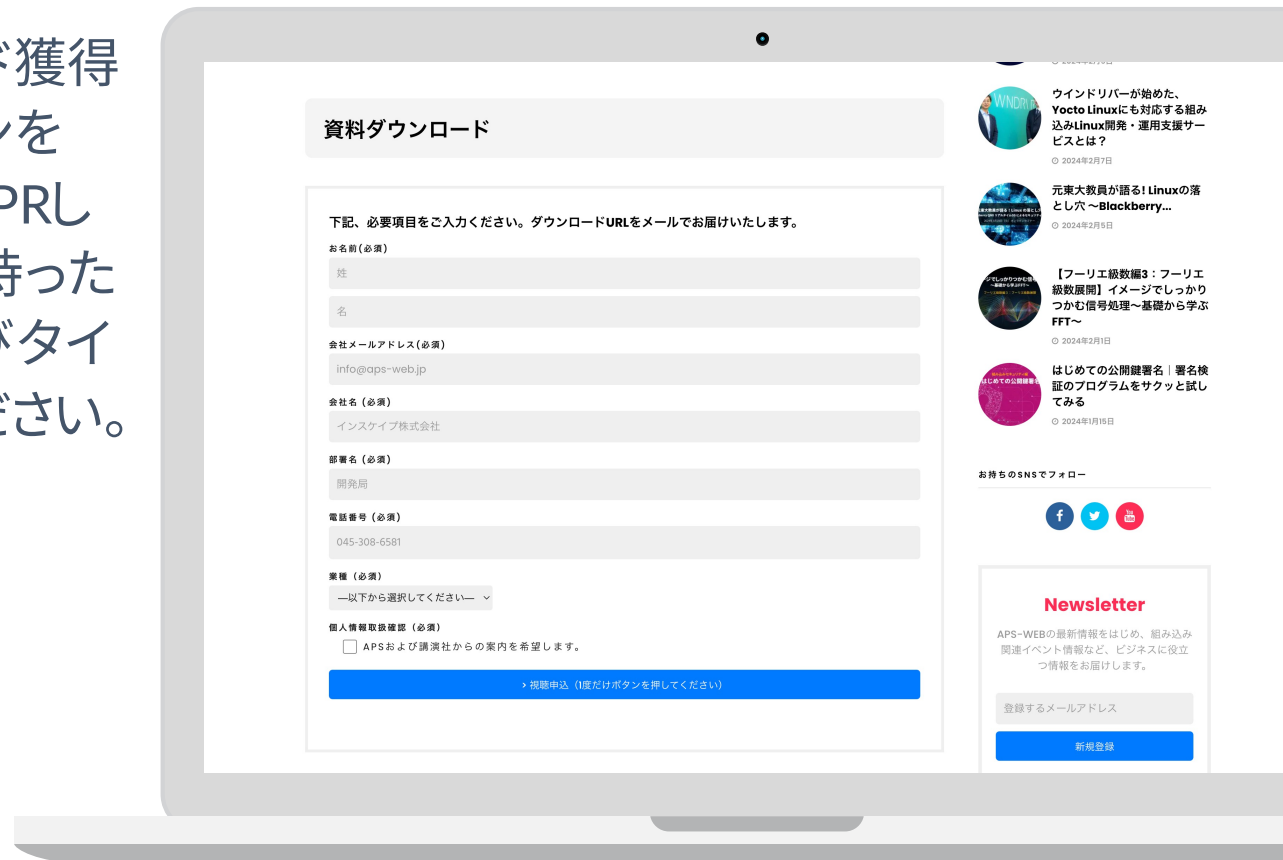 ド獲得
ンを
PRし
持った
びタイ
ださい。
資料ダウンロード
下記、必要項目をご入力ください。ダウンロードURLをメールでお届けいたします。
お名前(必須)
姓
名
会社メールアドレス(必須)
info@aps-web.jp
会社名 (必須)
インスケイプ株式会社
部署名 (必須)
開発局
電話番号 (必須)
045-308-6581
業種 (必須)
—以下から選択してください—
個人情報取扱確認 (必須)
APSおよび講演社からの案内を希望します。
> 視聴申込（1度だけボタンを押してください）
WNDRI
ウインドリバーが始めた、
Yocto Linuxにも対応する組み
込みLinux開発・運用支援サー
ビスとは？
2024年2月7日
元東大教員が語る! Linuxの落
とし穴 〜Blackberry...
2024年2月5日
【フーリエ級数編3：フーリエ
級数展開】イメージでしっかり
つかむ信号処理〜基礎から学ぶ
FFT〜
2024年2月1日
はじめての公開鍵署名
はじめての公開鍵署名｜署名検
証のプログラムをサクッと試し
てみる
2024年1月15日
お持ちのSNSでフォロー
f
You
Tube
Newsletter
APS-WEBの最新情報をはじめ、組み込み
関連イベント情報など、ビジネスに役立
つ情報をお届けします。
登録するメールアドレス
新規登録